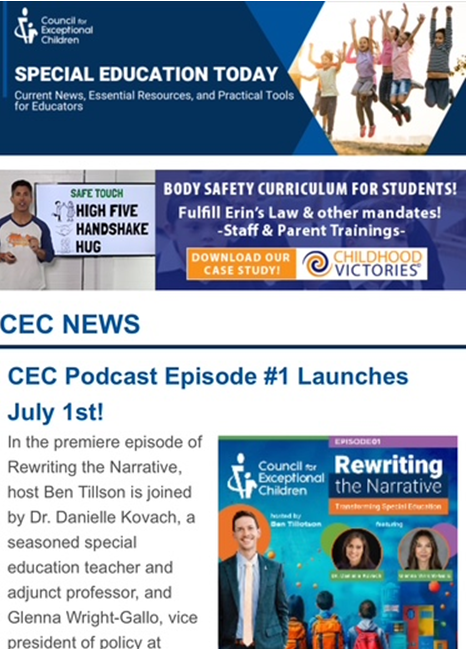 Council for
Exceptional
Children
SPECIAL EDUCATION TODAY
Current News, Essential Resources, and Practical Tools
for Educators
SAFE TOUCH
HIGH FIVE
HANDSHAKE
HUG
BODY SAFETY CURRICULUM FOR STUDENTS!
Fulfill Erin's Law & other mandates!
-Staff & Parent Trainings-
DOWNLOAD OUR
CASE STUDY!
CHILDHOOD
VICTORIES®
CEC NEWS
CEC Podcast Episode #1 Launches
July 1st!
In the premiere episode of
Rewriting the Narrative,
host Ben Tillson is joined
by Dr. Danielle Kovach, a
seasoned special
education teacher and
adjunct professor, and
Glenna Wright-Gallo, vice
president of policy at
EPISODE 01
Council for
Exceptional
Children
Rewriting
the Narrative
Transforming Special Education
hosted by
Ben Tillotson
featuring